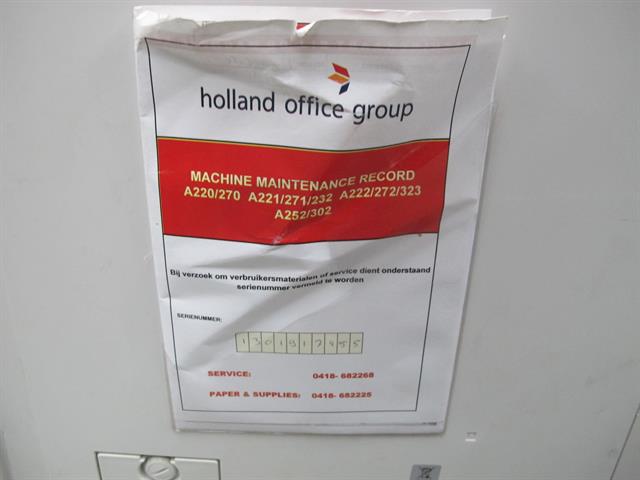 holland office group
MACHINE MAINTENANCE RECORD
A220/270 A221/271/232 A222/272/323
A252/302
Bij verzoek om verbruikersmaterialen of service dient onderstaand
serienummer vermeld te worden
SERIENUMMER:
SERVICE: 0418- 682268
PAPER & SUPPLIES: 0418- 682225